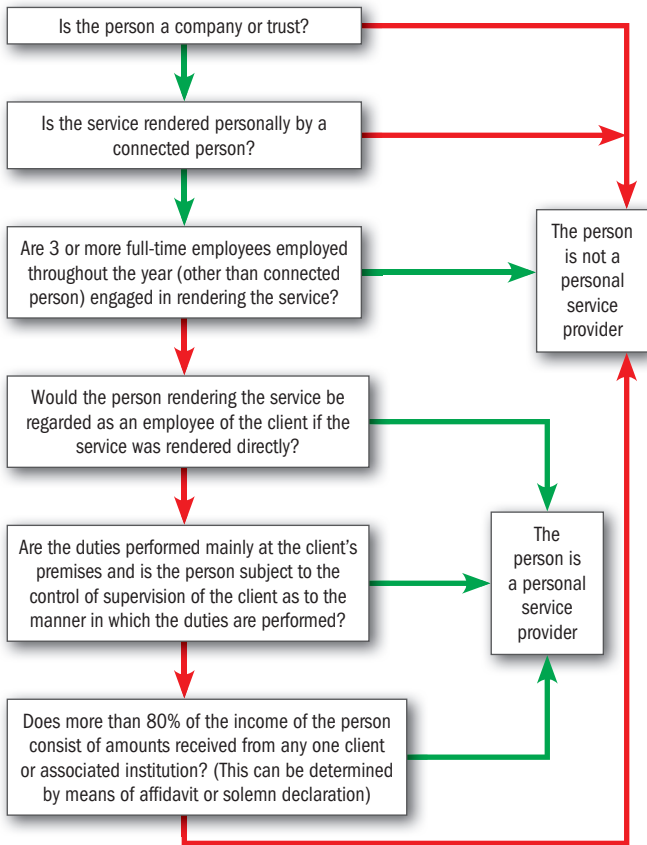 Is the person a company or trust?
Is the service rendered personally by a
connected person?
Are 3 or more full-time employees employed
throughout the year (other than connected
person) engaged in rendering the service?
The person
is not a
personal
service
provider
Would the person rendering the service be
regarded as an employee of the client if the
service was rendered directly?
Are the duties performed mainly at the client's
premises and is the person subject to the
control of supervision of the client as to the
manner in which the duties are performed?
The
person is
a personal
service
provider
Does more than 80% of the income of the person
consist of amounts received from any one client
or associated institution? (This can be determined
by means of affidavit or solemn declaration)